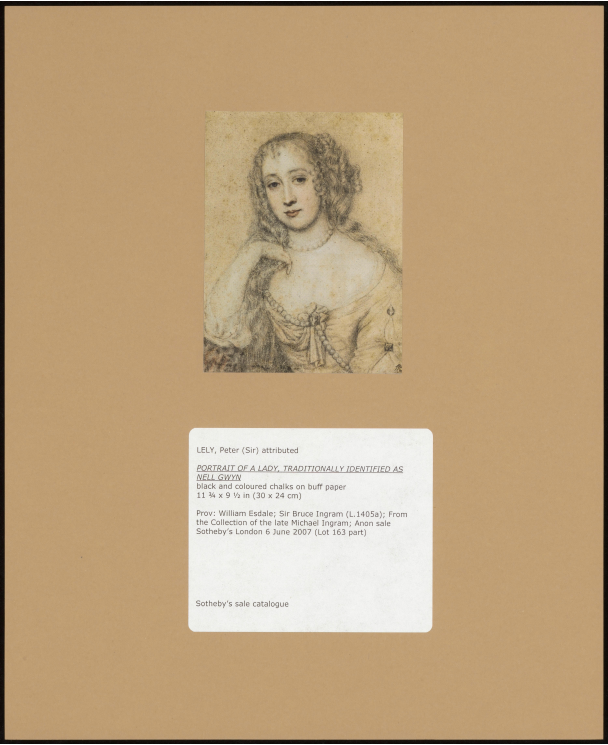 LELY, Peter (Sir) attributed
PORTRAIT OF A LADY, TRADITIONALLY IDENTIFIED AS
NELL GWYN
black and coloured chalks on buff paper
11 ¾ x 9 ½ in (30 x 24 cm)
Prov: William Esdale; Sir Bruce Ingram (L.1405a); From
the Collection of the late Michael Ingram; Anon sale
Sotheby's London 6 June 2007 (Lot 163 part)
Sotheby's sale catalogue